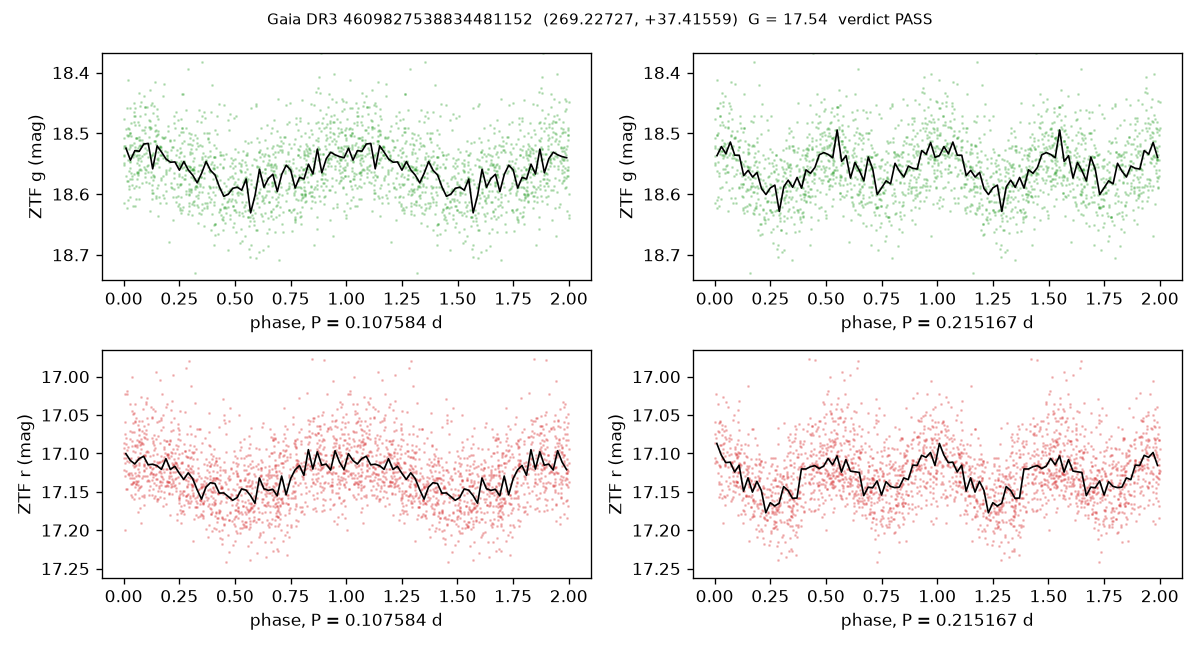 Gaia DR3 4609827538834481152  (269.22727, +37.41559)  G = 17.54  verdict PASS
ZTF g (mag)
18.4
18.5
18.6
18.7
0.00 0.25 0.50 0.75 1.00 1.25 1.50 1.75 2.00
phase, P = 0.107584 d
ZTF g (mag)
18.4
18.5
18.6
18.7
0.00 0.25 0.50 0.75 1.00 1.25 1.50 1.75 2.00
phase, P = 0.215167 d
ZTF r (mag)
17.00
17.05
17.10
17.15
17.20
17.25
0.00 0.25 0.50 0.75 1.00 1.25 1.50 1.75 2.00
phase, P = 0.107584 d
ZTF r (mag)
17.00
17.05
17.10
17.15
17.20
17.25
0.00 0.25 0.50 0.75 1.00 1.25 1.50 1.75 2.00
phase, P = 0.215167 d